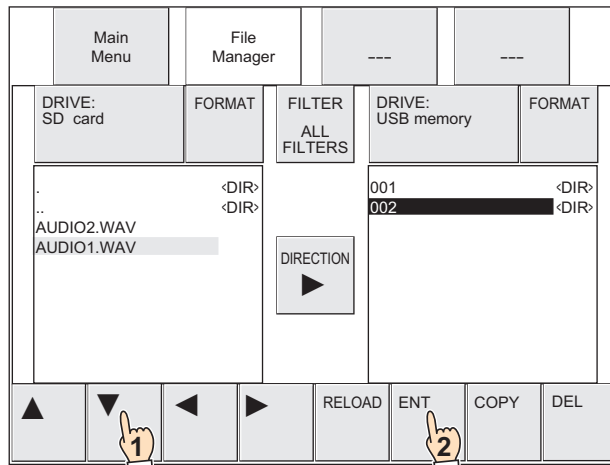 Main
Menu
File
Manager
---
---
DRIVE:
SD card
FORMAT
FILTER
ALL
FILTERS
DRIVE:
USB memory
FORMAT
. <DIR>
.. <DIR>
AUDIO2.WAV
AUDIO1.WAV
DIRECTION
▶
001 <DIR>
002 <DIR>
▲ ▼ ◀ ▶ RELOAD ENT COPY DEL
1 2